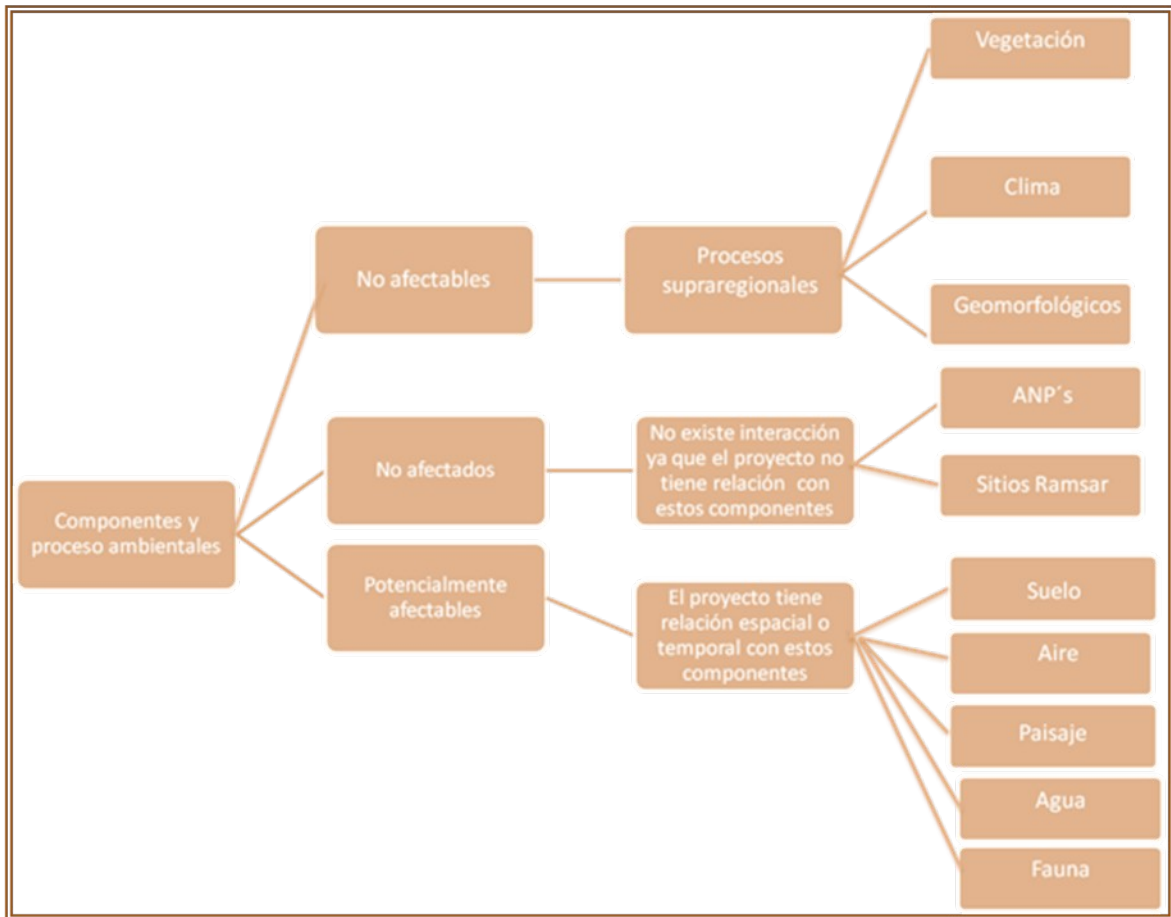 Componentes y
proceso ambientales
No afectables
Procesos
supraregionales
Vegetación
Clima
Geomorfológicos
No afectados
No existe interacción
ya que el proyecto no
tiene relación con
estos componentes
ANP´s
Sitios Ramsar
Potencialmente
afectables
El proyecto tiene
relación espacial o
temporal con estos
componentes
Suelo
Aire
Paisaje
Agua
Fauna